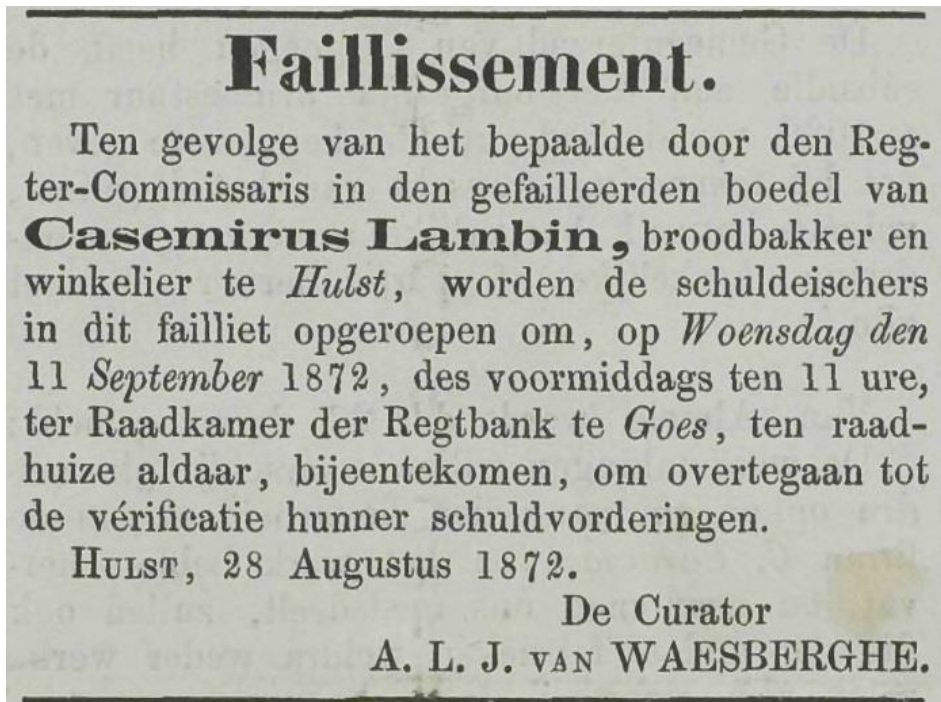 Faillissement.
Ten gevolge van het bepaalde door den Reg-
ter-Commissaris in den gefailleerden boedel van
Casemirus Lambin, broodbakker en
winkelier te Hulst, worden de schuldeischers
in dit failliet opgeroepen om, op Woensdag den
11 September 1872, des voormiddags ten 11 ure,
ter Raadkamer der Regtbank te Goes, ten raad-
huize aldaar, bijeentekomen, om overtegaan tot
de vérificatie hunner schuldvorderingen.
HULST, 28 Augustus 1872.
De Curator
A. L. J. VAN WAESBERGHE.